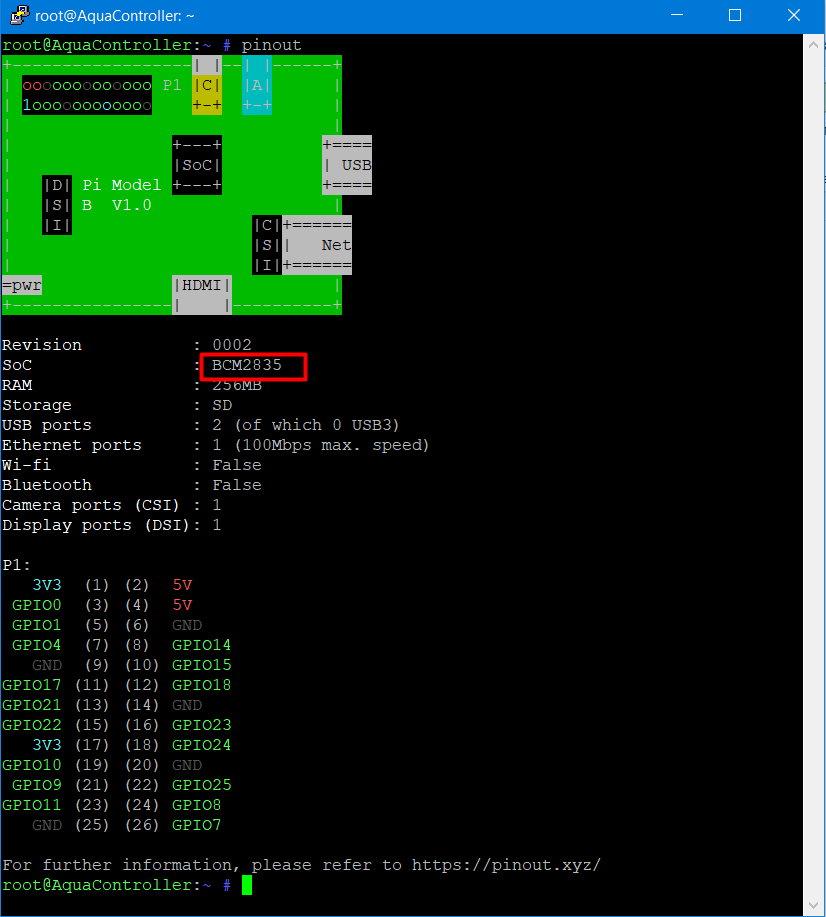 root@AquaController: ~
root@AquaController:~ # pinout
+------------------| |--| |------+
| ooooooooooooo P1 |C| |A| |
| 1oooooooooooo +-+ +-+ |
| |
| +---+ +====
| |SoC| | USB
| |D| Pi Model +---+ +====
| |S| B V1.0 |
| |I| |C|+======
| |S|| Net
| |I|+======
=pwr |HDMI| |
+----------------| |----------+
Revision : 0002
SoC : BCM2835
RAM : 256MB
Storage : SD
USB ports : 2 (of which 0 USB3)
Ethernet ports : 1 (100Mbps max. speed)
Wi-fi : False
Bluetooth : False
Camera ports (CSI) : 1
Display ports (DSI): 1
P1:
3V3 (1) (2) 5V
GPIO0 (3) (4) 5V
GPIO1 (5) (6) GND
GPIO4 (7) (8) GPIO14
GND (9) (10) GPIO15
GPIO17 (11) (12) GPIO18
GPIO21 (13) (14) GND
GPIO22 (15) (16) GPIO23
3V3 (17) (18) GPIO24
GPIO10 (19) (20) GND
GPIO9 (21) (22) GPIO25
GPIO11 (23) (24) GPIO8
GND (25) (26) GPIO7
For further information, please refer to https://pinout.xyz/
root@AquaController:~ #